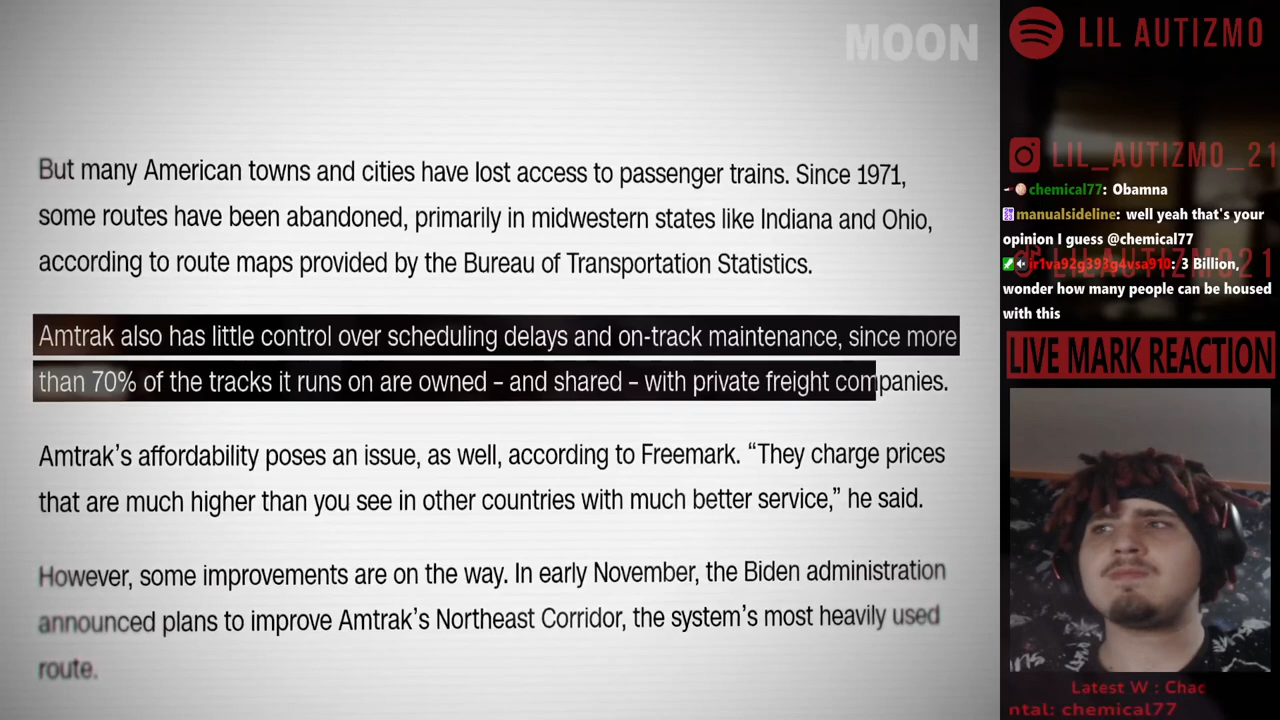 MOON
But many American towns and cities have lost access to passenger trains. Since 1971,
some routes have been abandoned, primarily in midwestern states like Indiana and Ohio,
according to route maps provided by the Bureau of Transportation Statistics.
Amtrak also has little control over scheduling delays and on-track maintenance, since more
than 70% of the tracks it runs on are owned – and shared – with private freight companies.
Amtrak’s affordability poses an issue, as well, according to Freemark. “They charge prices
that are much higher than you see in other countries with much better service,” he said.
However, some improvements are on the way. In early November, the Biden administration
announced plans to improve Amtrak’s Northeast Corridor, the system’s most heavily used
route.
LIL AUTIZMO
LIL_AUTIZMO_21
chemical77: Obamna
manualsideline: well yeah that's your
opinion I guess @chemical77
LILAUTIZMO21
: 3 Billion,
wonder how many people can be housed
with this
LIVE MARK REACTION
Latest W : Chac
ntal: chemical77